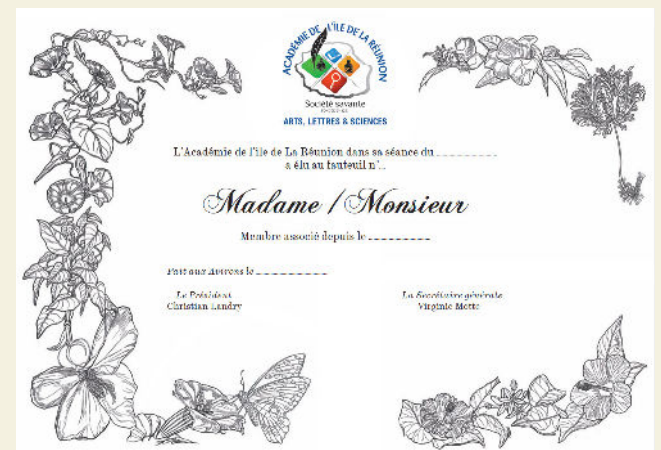 ACADÉMIE DE L'ÎLE DE LA RÉUNION
Société savante
ARTS, LETTRES & SCIENCES
L'Académie de l'île de La Réunion dans sa séance du
a élu au fauteuil n°
Madame / Monsieur
Membre associé depuis le
Fait aux Avirons le
Le Président
Christian Landry
La Secrétaire générale
Virginie Motte